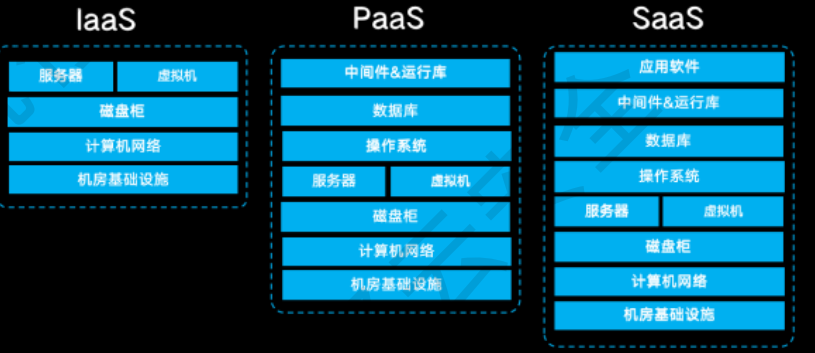 IaaS
服务器 虚拟机
磁盘柜
计算机网络
机房基础设施
PaaS
中间件&运行库
数据库
操作系统
服务器 虚拟机
磁盘柜
计算机网络
机房基础设施
SaaS
应用软件
中间件&运行库
数据库
操作系统
服务器 虚拟机
磁盘柜
计算机网络
机房基础设施
云安全